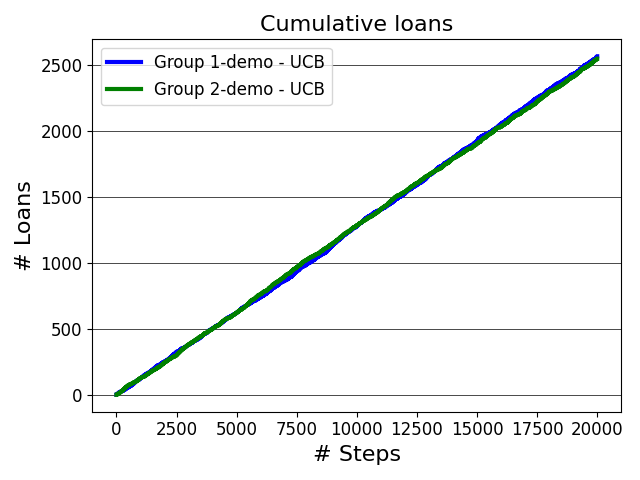 Cumulative loans
Group 1-demo - UCB
Group 2-demo - UCB
# Loans
2500
2000
1500
1000
500
0
0 2500 5000 7500 10000 12500 15000 17500 20000
# Steps